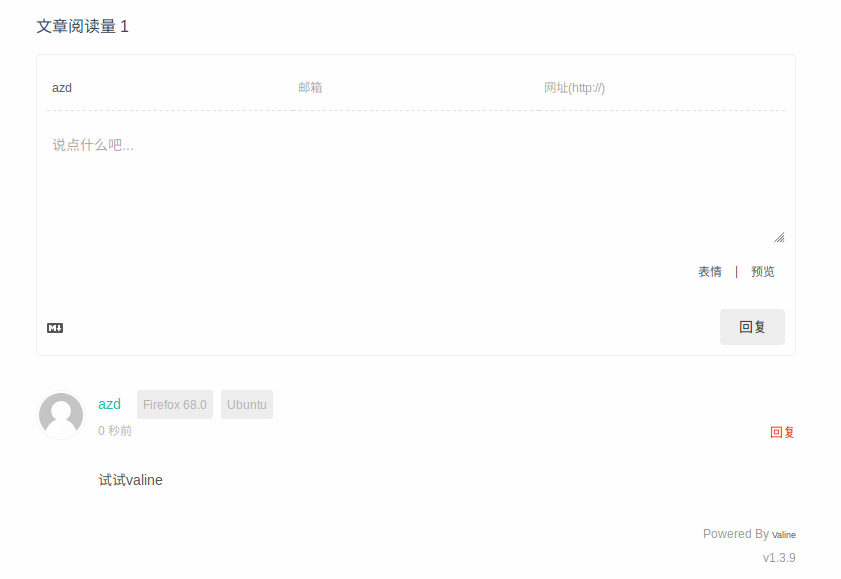 文章阅读量 1
azd 邮箱 网址(http://)
说点什么吧...
表情 | 预览
M
回复
azd Firefox 68.0 Ubuntu
0 秒前 回复
试试valine
Powered By Valine
v1.3.9